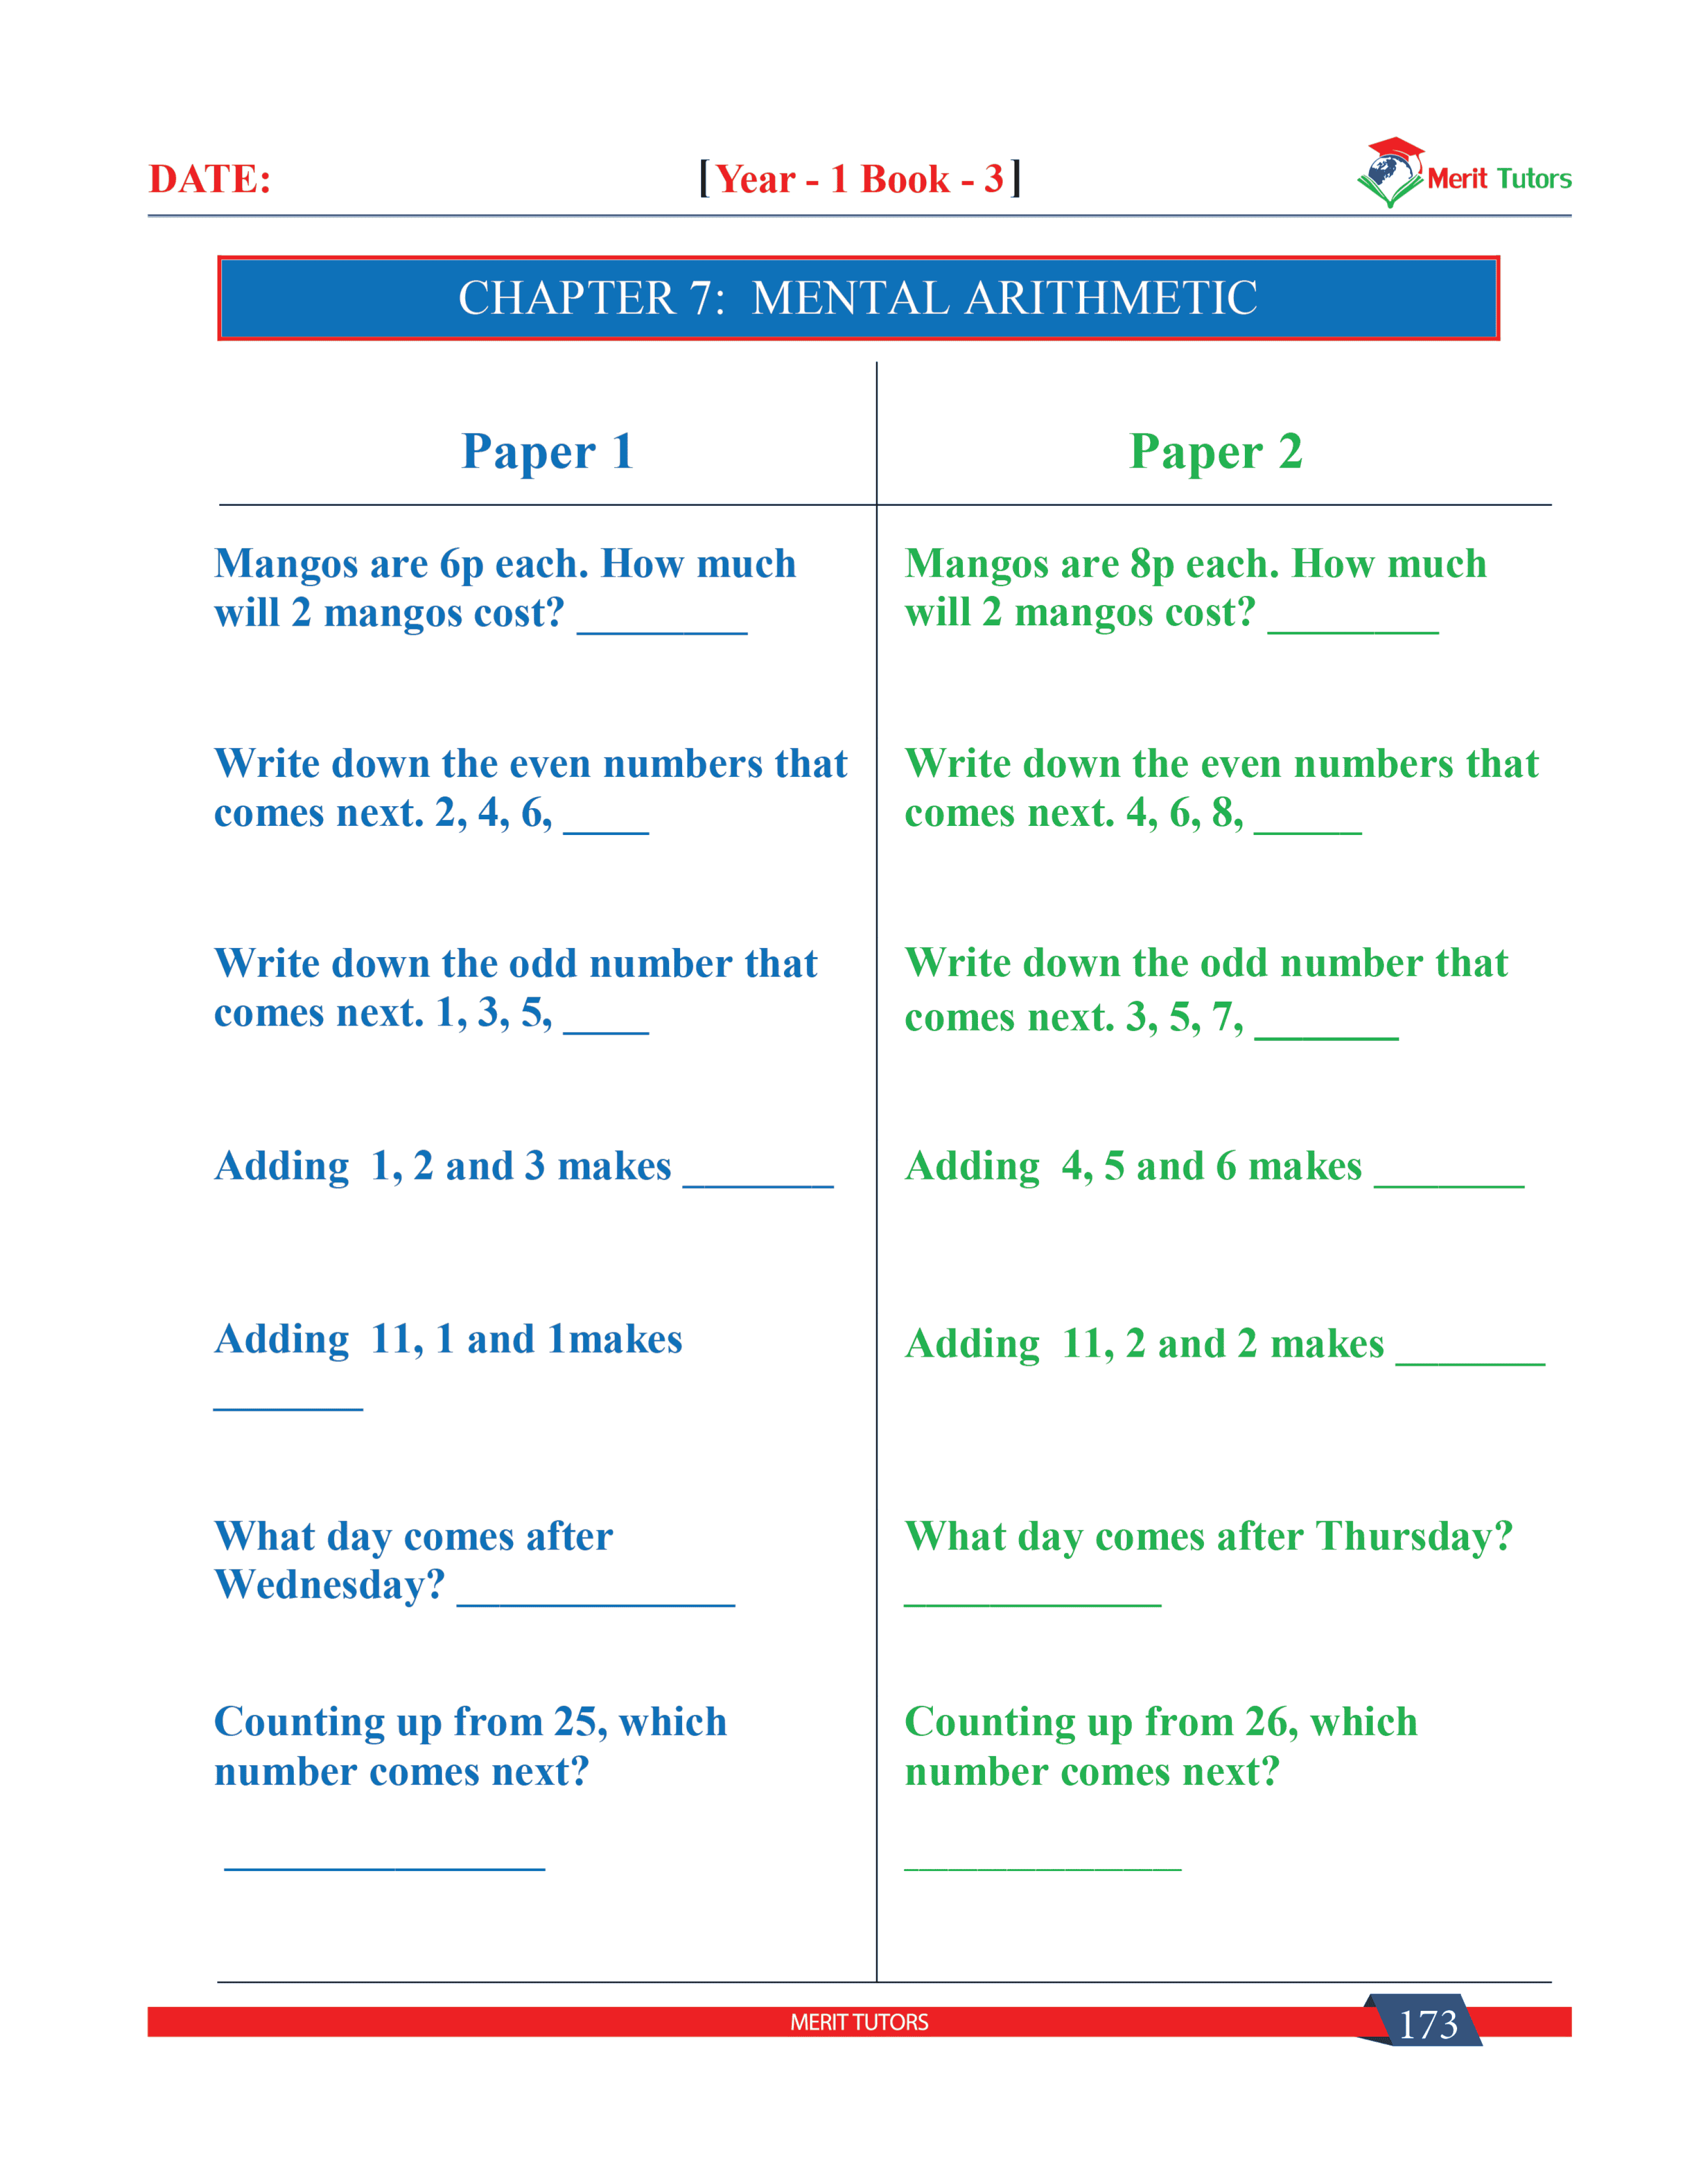 DATE:
[Year - 1 Book - 3]
Merit Tutors
CHAPTER 7: MENTAL ARITHMETIC
Paper 1
Mangos are 6p each. How much
will 2 mangos cost? ________
Write down the even numbers that
comes next. 2, 4, 6, ____
Write down the odd number that
comes next. 1, 3, 5, ____
Adding 1, 2 and 3 makes _______
Adding 11, 1 and 1makes
_______
What day comes after
Wednesday? _____________
Counting up from 25, which
number comes next?
_______________
Paper 2
Mangos are 8p each. How much
will 2 mangos cost? ________
Write down the even numbers that
comes next. 4, 6, 8, _____
Write down the odd number that
comes next. 3, 5, 7, ______
Adding 4, 5 and 6 makes _______
Adding 11, 2 and 2 makes _______
What day comes after Thursday?
____________
Counting up from 26, which
number comes next?
_____________
MERIT TUTORS
173